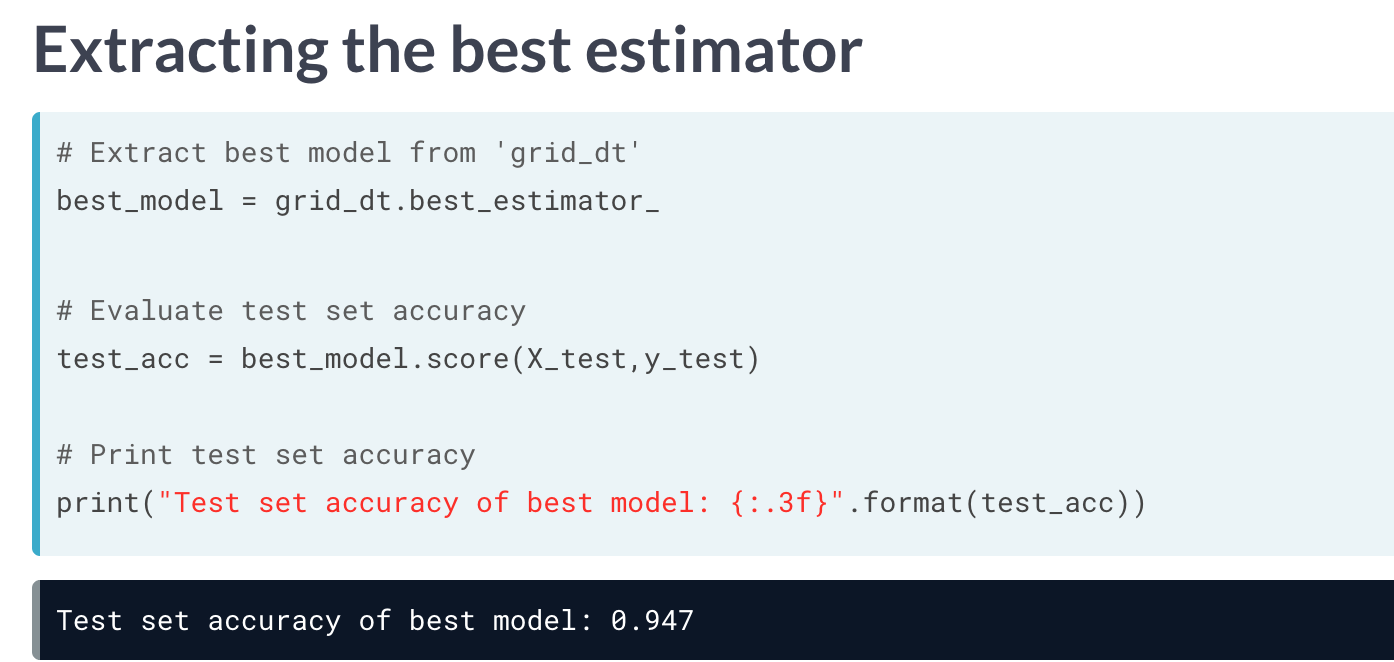 Extracting the best estimator
# Extract best model from 'grid_dt'
best_model = grid_dt.best_estimator_
# Evaluate test set accuracy
test_acc = best_model.score(X_test,y_test)
# Print test set accuracy
print("Test set accuracy of best model: {:.3f}".format(test_acc))
Test set accuracy of best model: 0.947